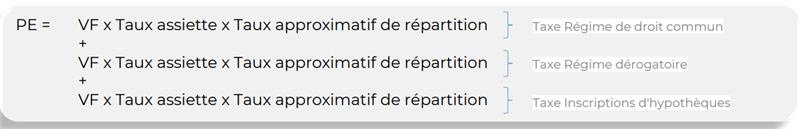 PE = VF x Taux assiette x Taux approximatif de répartition Taxe Régime de droit commun
+
VF x Taux assiette x Taux approximatif de répartition Taxe Régime dérogatoire
+
VF x Taux assiette x Taux approximatif de répartition Taxe Inscriptions d'hypothèques